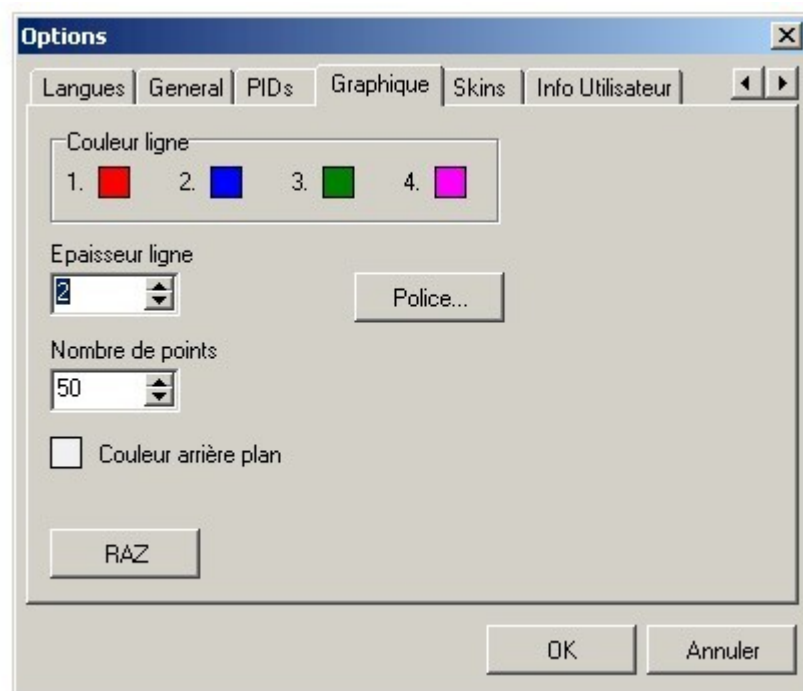 Options
Langues General PIDs Graphique Skins Info Utilisateur
Couleur ligne
1. 2. 3. 4.
Epaisseur ligne
2
Police...
Nombre de points
50
Couleur arrière plan
RAZ
OK Annuler